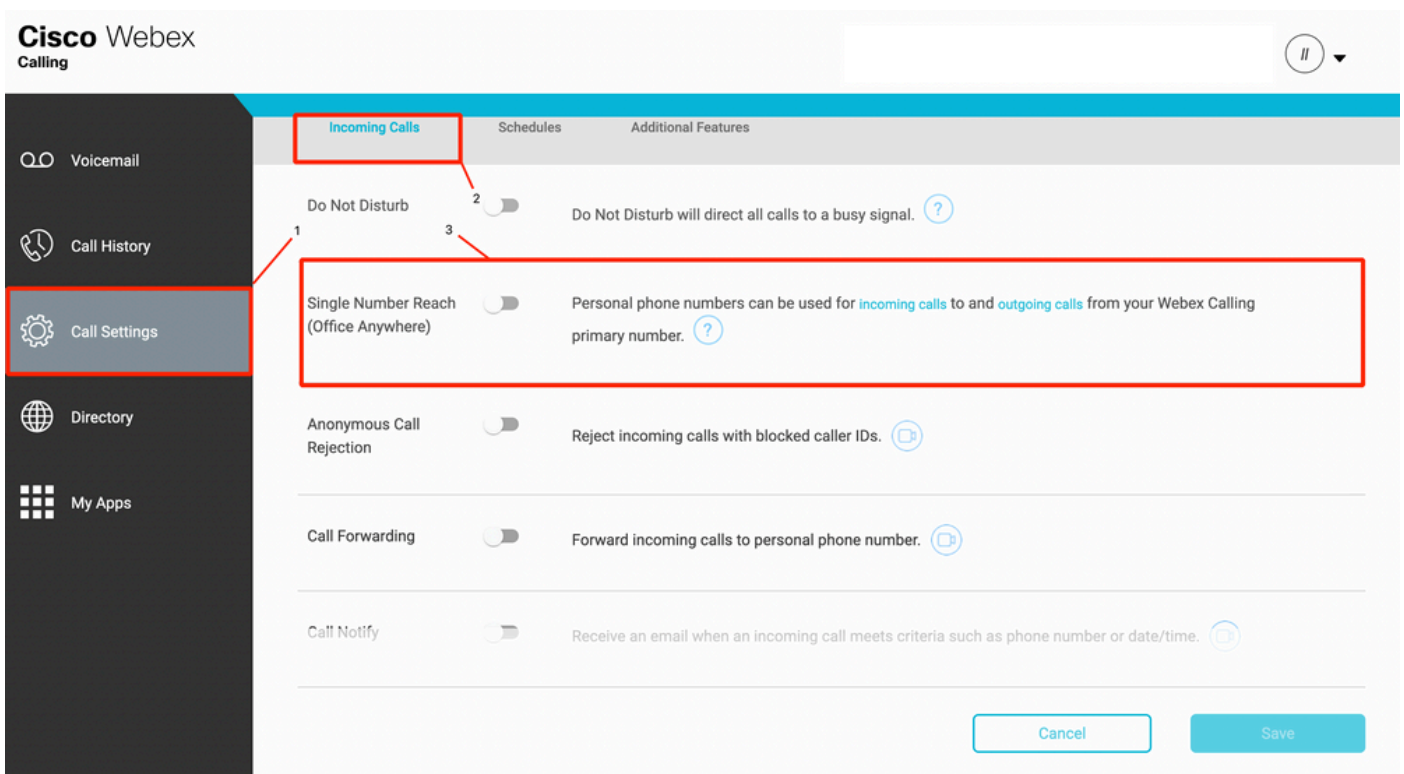 Cisco Webex
Calling
//
Incoming Calls
Schedules
Additional Features
Voicemail
Do Not Disturb
2
Do Not Disturb will direct all calls to a busy signal. ?
1
3
Call History
Single Number Reach
(Office Anywhere)
Personal phone numbers can be used for incoming calls to and outgoing calls from your Webex Calling
primary number. ?
Call Settings
Directory
Anonymous Call
Rejection
Reject incoming calls with blocked caller IDs.
My Apps
Call Forwarding
Forward incoming calls to personal phone number.
Call Notify
Receive an email when an incoming call meets criteria such as phone number or date/time.
Cancel
Save